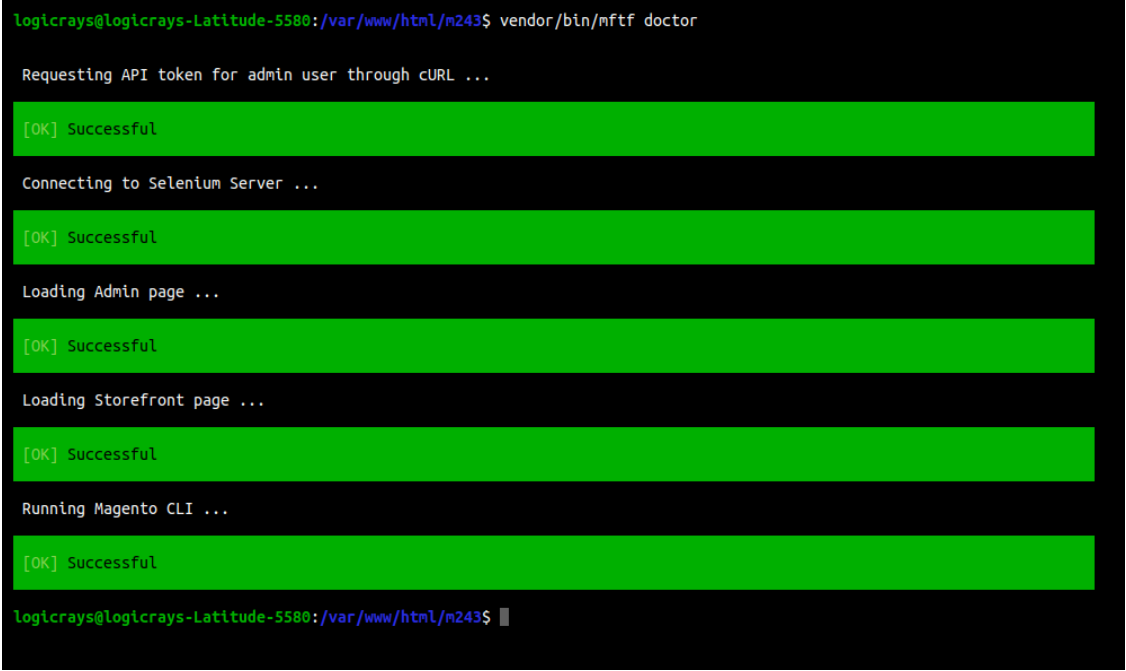 logicrays@logicrays-Latitude-5580:/var/www/html/m243$ vendor/bin/mftf doctor
Requesting API token for admin user through cURL ...
[OK] Successful
Connecting to Selenium Server ...
[OK] Successful
Loading Admin page ...
[OK] Successful
Loading Storefront page ...
[OK] Successful
Running Magento CLI ...
[OK] Successful
logicrays@logicrays-Latitude-5580:/var/www/html/m243$